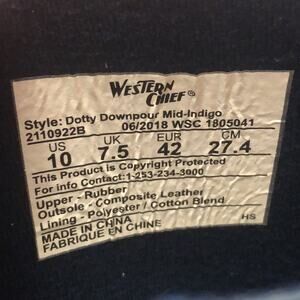 WESTERN
CHIEF®
Style: Dotty Downpour Mid-Indigo
2110922B 06/2018 WSC 1805041
US UK EUR CM
10 7.5 42 27.4
This Product is Copyright Protected
For info Contact:1-253-234-3000
Upper - Rubber
Outsole - Composite Leather
Lining - Polyester / Cotton Blend
MADE IN CHINA HS
FABRIQUE EN CHINE